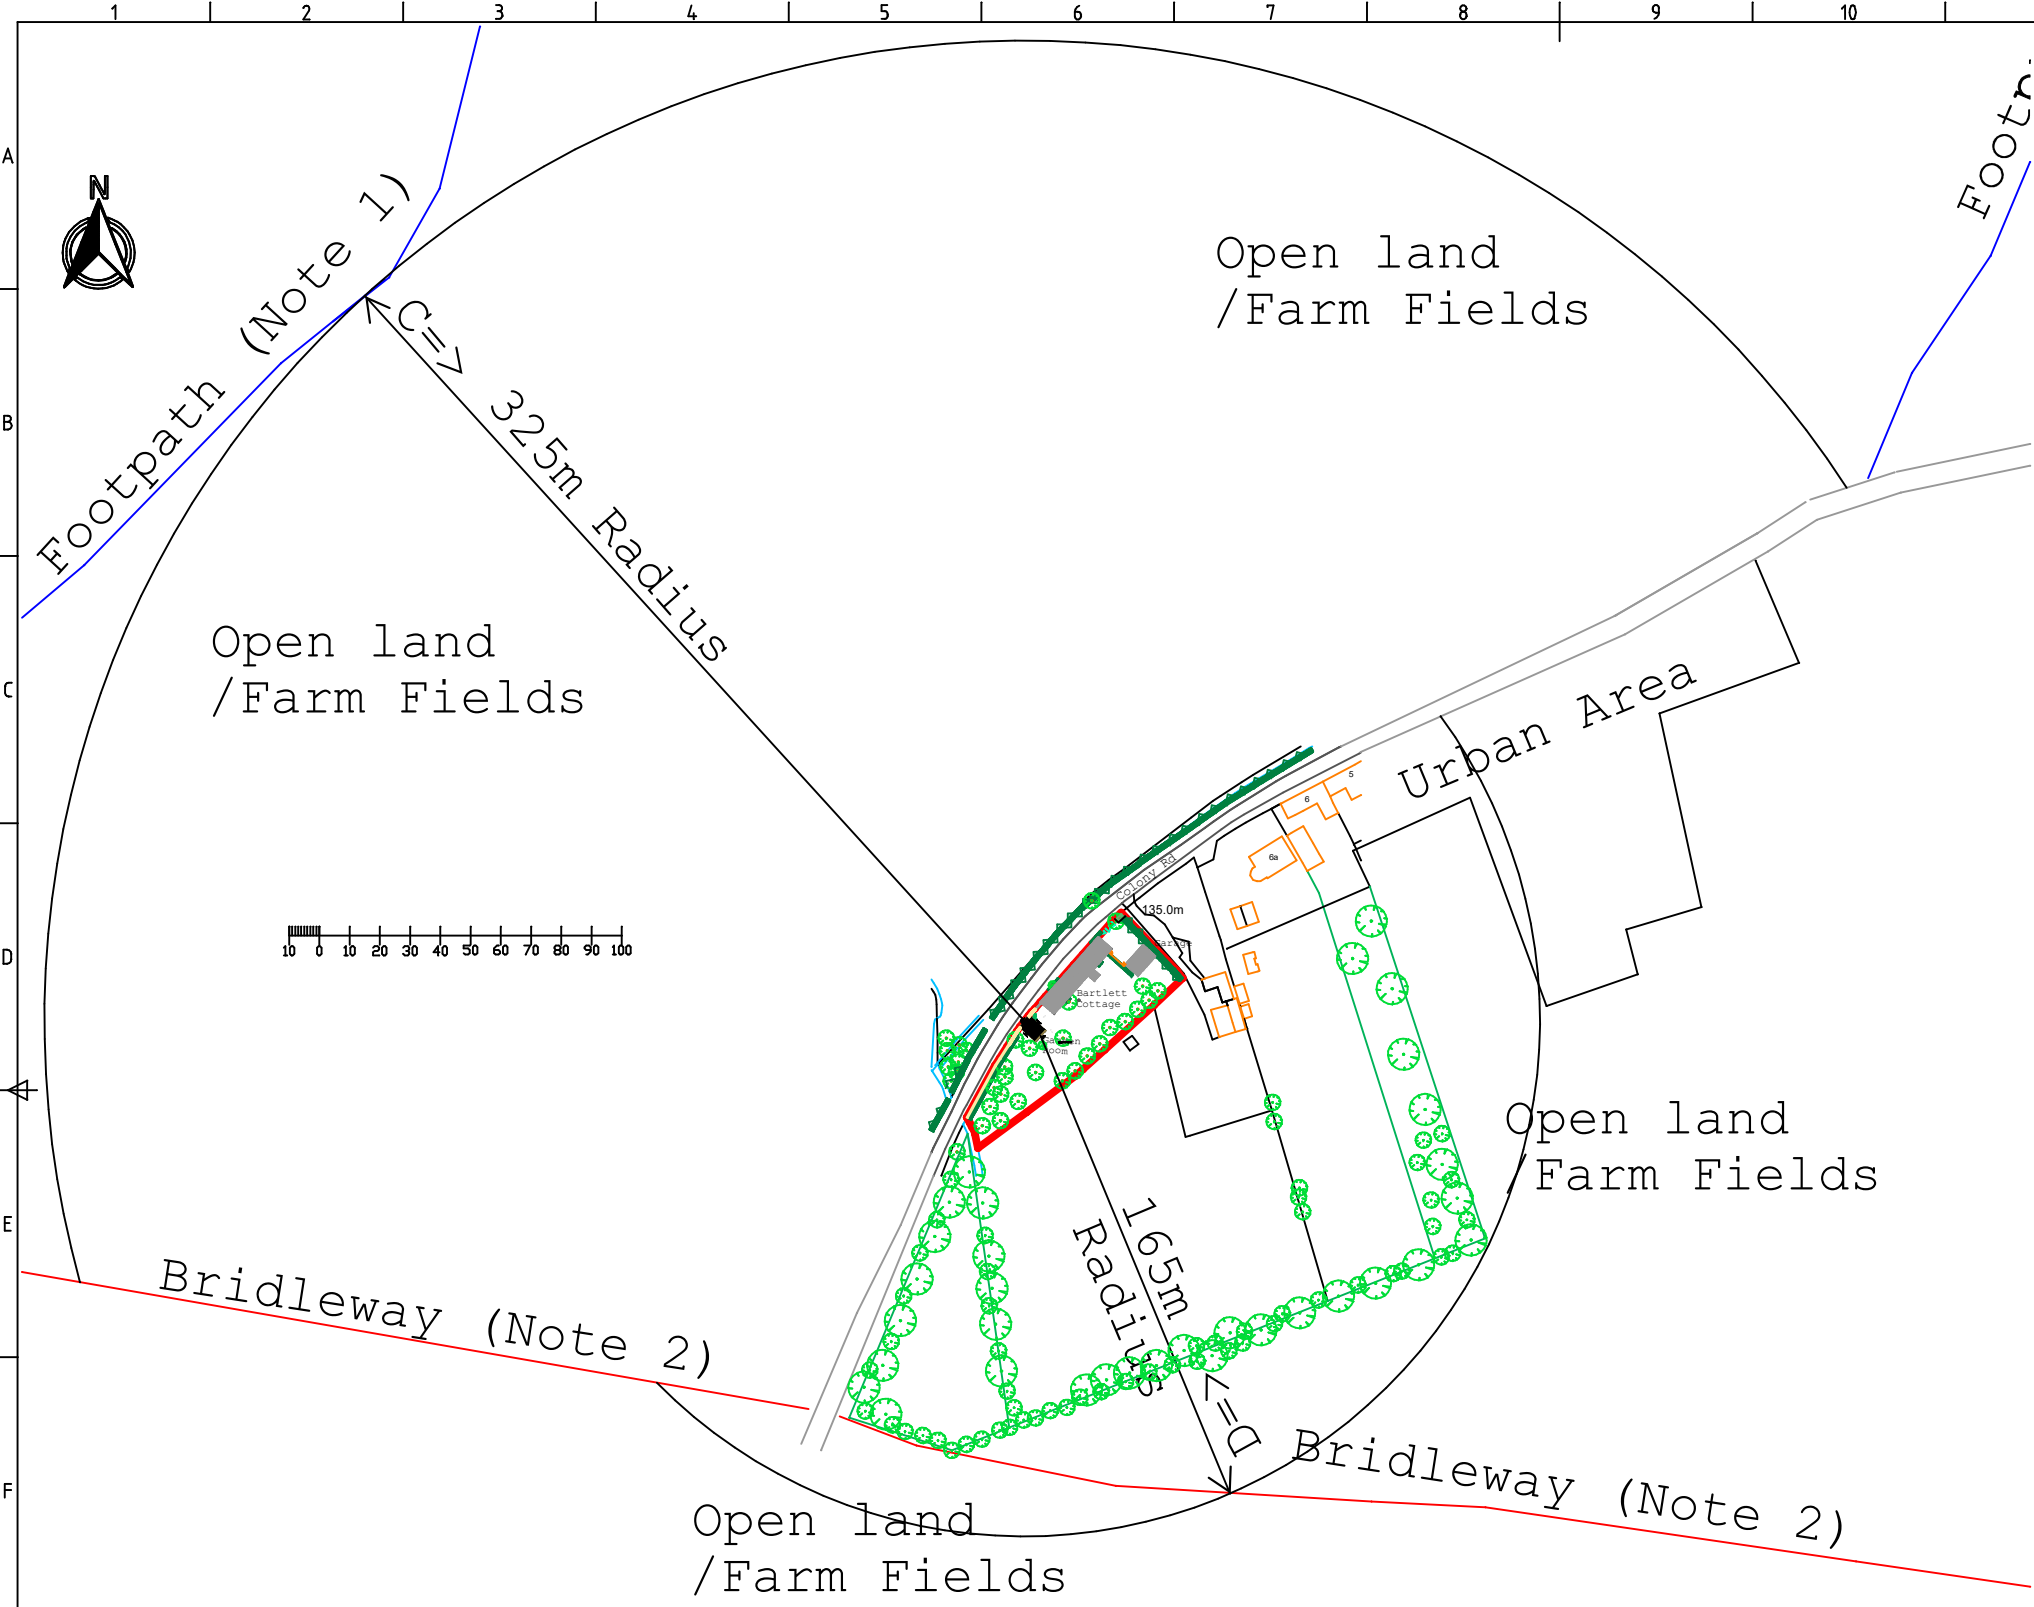 1 2 3 4 5 6 7 8 9 10
A
B
C
D
E
F
N
Footpath (Note 1)
C=> 325m Radius
Open land
/Farm Fields
Open land
/Farm Fields
Urban Area
5
6
6a
Colony Rd
135.0m
Garage
Bartlett
Cottage
10 0 10 20 30 40 50 60 70 80 90 100
Open land
/Farm Fields
165m
Radius
<=D
Bridleway (Note 2)
Bridleway (Note 2)
Open land
/Farm Fields